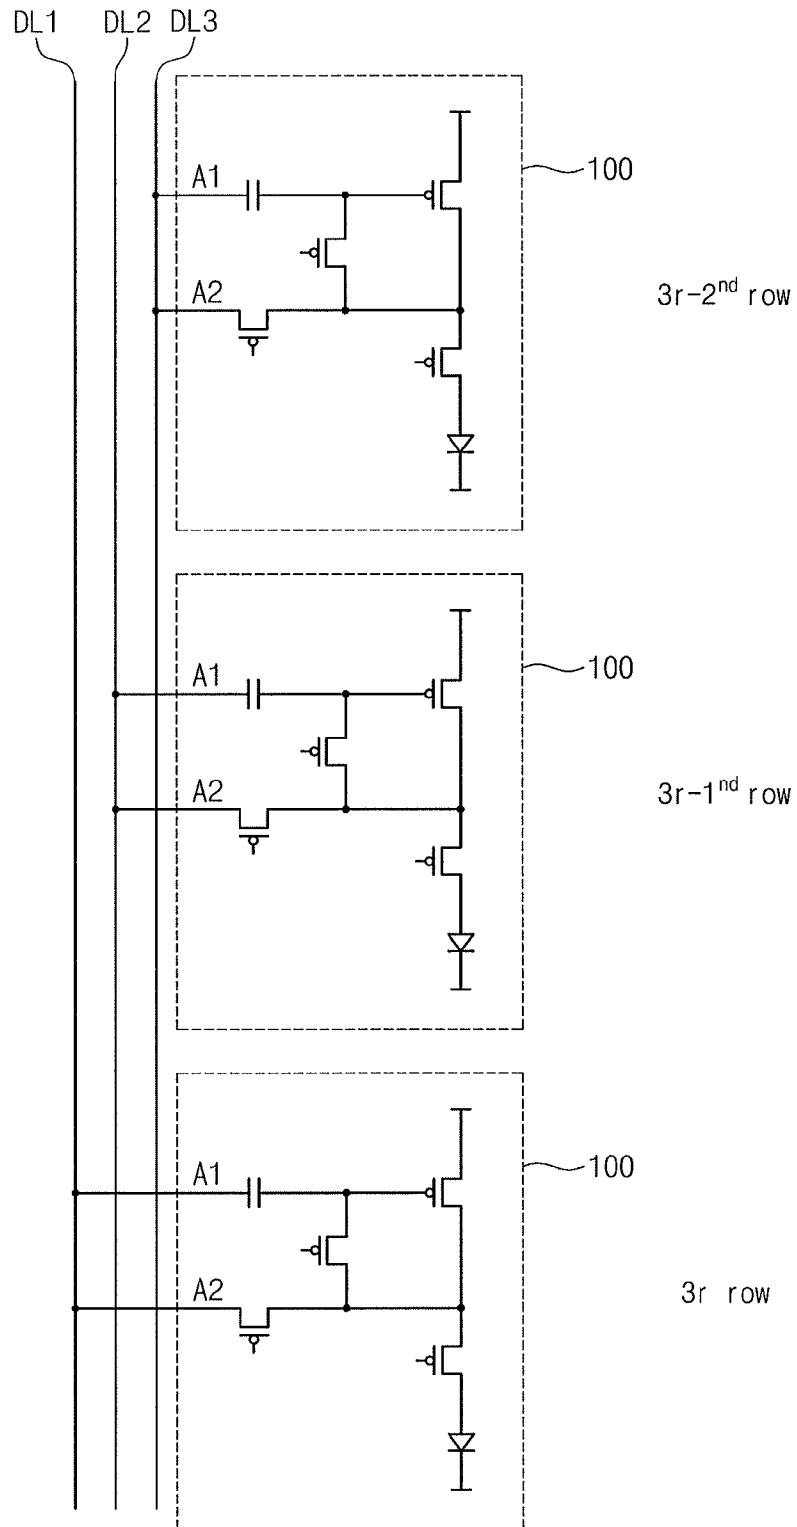 DL1 DL2 DL3
A1
100
A2
3r-2nd row
A1
100
A2
3r-1nd row
A1
100
A2
3r row